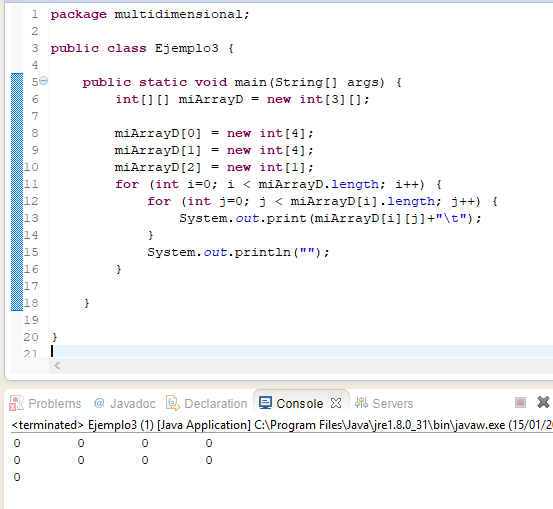 1 package multidimensional;
2
3 public class Ejemplo3 {
4
5 public static void main(String[] args) {
6 int[][] miArrayD = new int[3][];
7
8 miArrayD[0] = new int[4];
9 miArrayD[1] = new int[4];
10 miArrayD[2] = new int[1];
11 for (int i=0; i < miArrayD.length; i++) {
12 for (int j=0; j < miArrayD[i].length; j++) {
13 System.out.print(miArrayD[i][j]+"\t");
14 }
15 System.out.println("");
16 }
17
18 }
19
20 }
21
Problems @ Javadoc Declaration Console Servers
<terminated> Ejemplo3 (1) [Java Application] C:\Program Files\Java\jre1.8.0_31\bin\javaw.exe (15/01/20
0 0 0 0
0 0 0 0
0